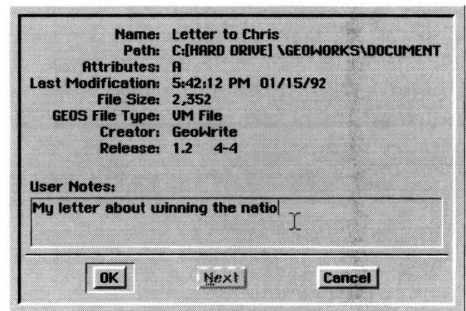 Name: Letter to Chris
Path: C:[HARD DRIVE] \GEOWORKS\DOCUMENT
Attributes: A
Last Modification: 5:42:12 PM 01/15/92
File Size: 2,352
GEOS File Type: VM File
Creator: GeoWrite
Release: 1.2 4-4
User Notes:
My letter about winning the natio
OK Next Cancel